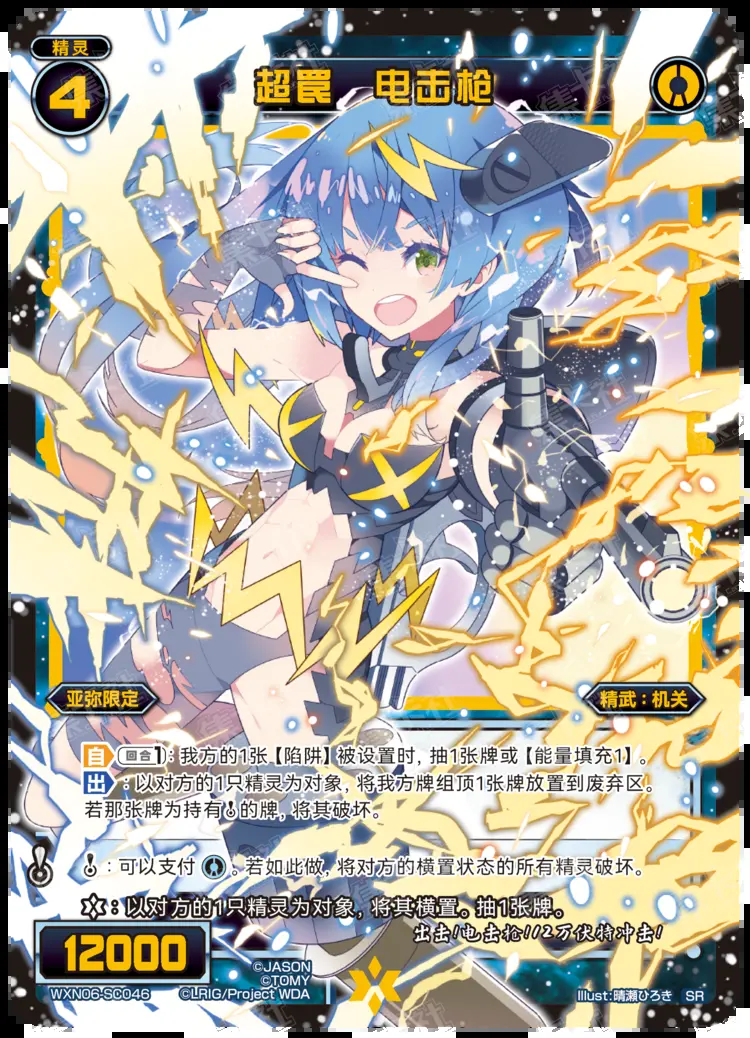 精灵
4
超罠 电击枪
亚弥限定
精武：机关
自 回合1：我方的1张【陷阱】被设置时，抽1张牌或【能量填充1】。
出：以对方的1只精灵为对象，将我方牌组顶1张牌放置到废弃区。
若那张牌为持有的牌，将其破坏。
：可以支付。若如此做，将对方的横置状态的所有精灵破坏。
：以对方的1只精灵为对象，将其横置。抽1张牌。
出击！电击枪！！2万伏特冲击！
12000
©JASON
©TOMY
WXN06-SC046 ©LRIG/Project WDA
Illust:晴瀬ひろき SR